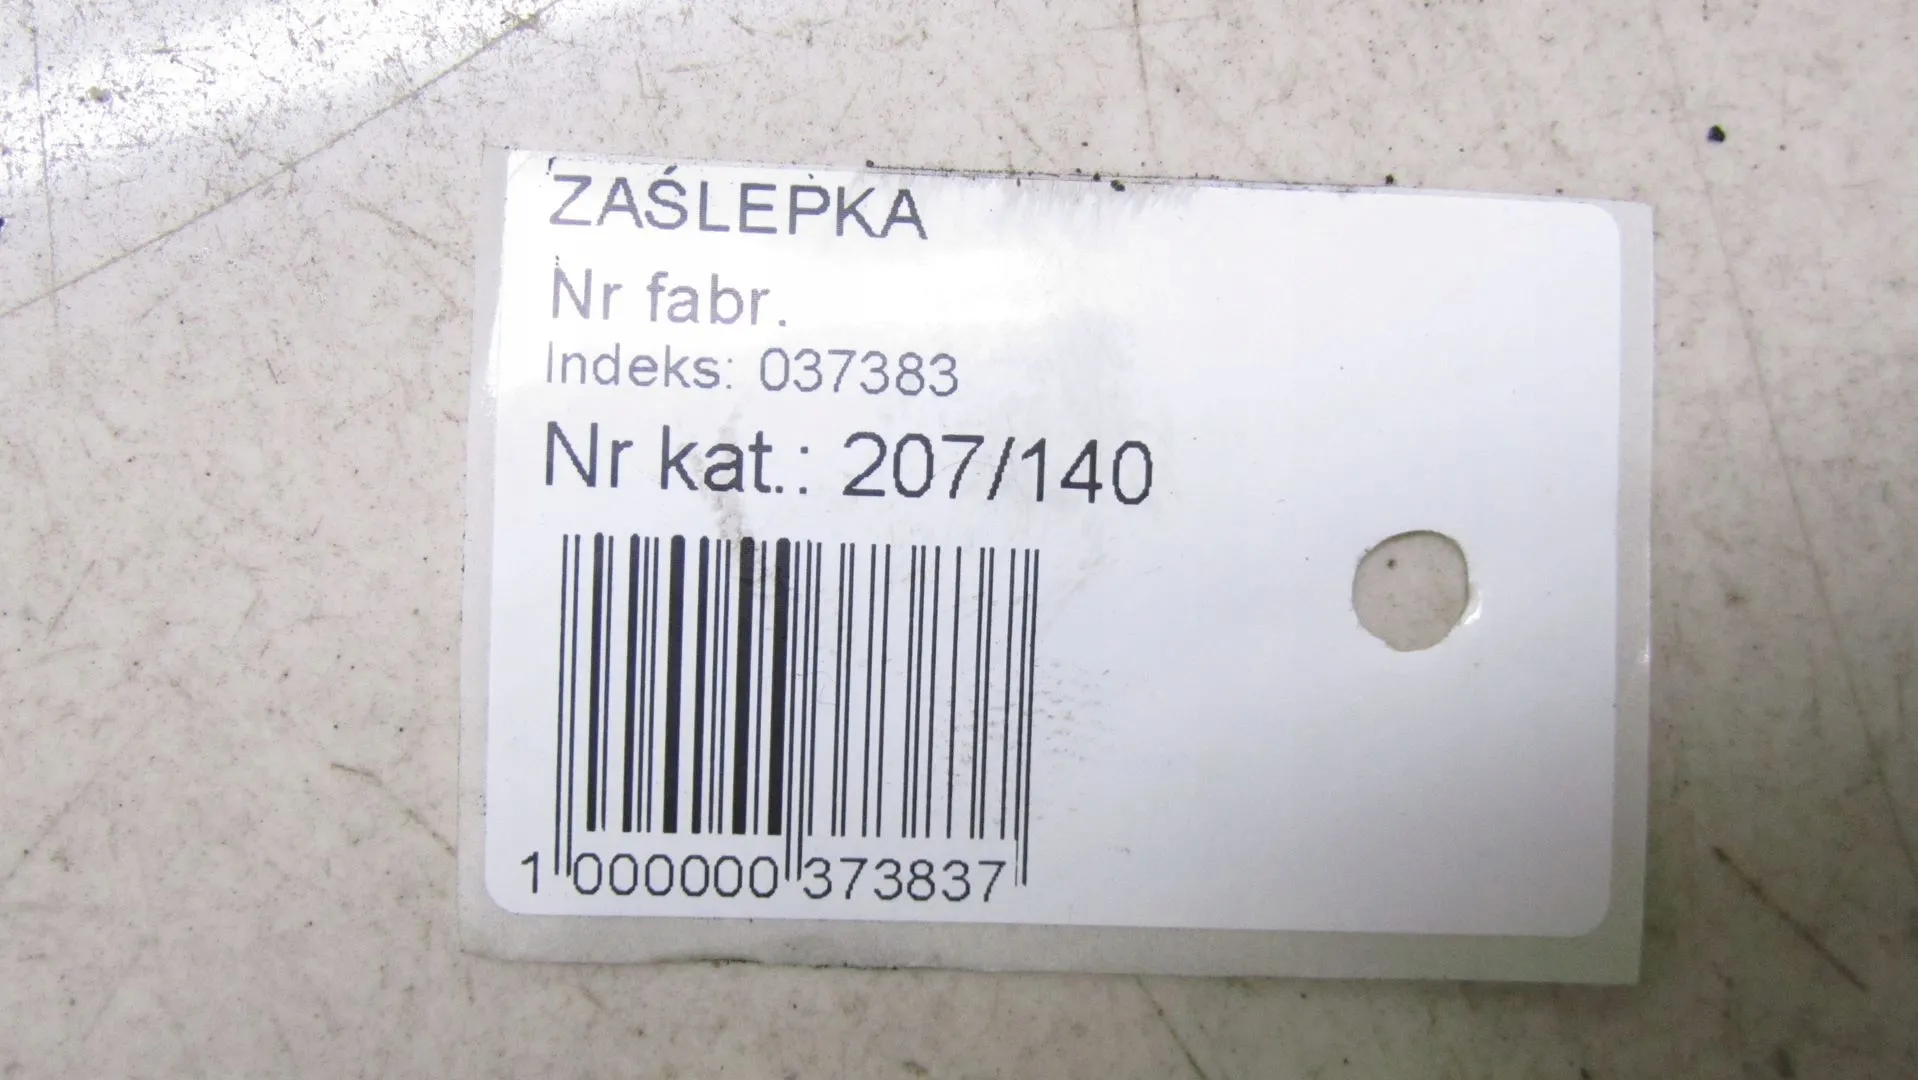 ZAŚLEPKA
Nr fabr.
Indeks: 037383
Nr kat.: 207/140
1 000000 373837